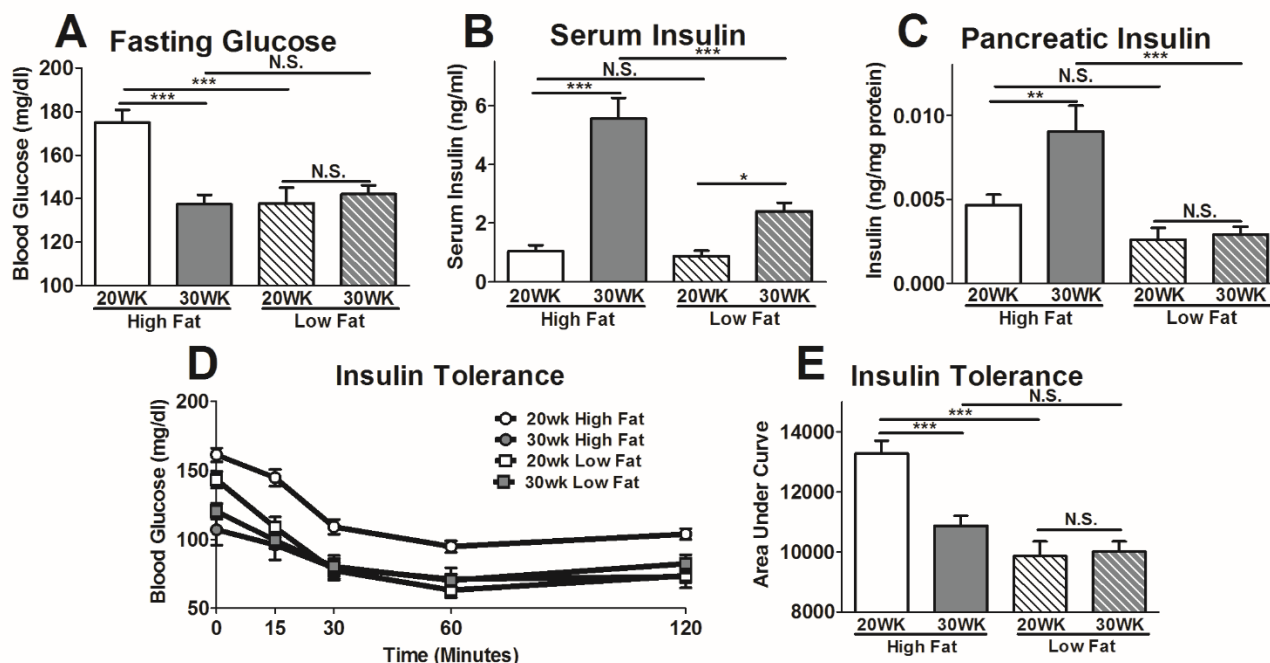 A Fasting Glucose
Blood Glucose (mg/dl)
200
180
160
140
120
100
N.S.
***
***
N.S.
20WK 30WK 20WK 30WK
High Fat Low Fat
B Serum Insulin
Serum Insulin (ng/ml)
6
4
2
0
***
N.S.
***
*
20WK 30WK 20WK 30WK
High Fat Low Fat
C Pancreatic Insulin
Insulin (ng/mg protein)
0.010
0.005
0.000
***
N.S.
**
N.S.
20WK 30WK 20WK 30WK
High Fat Low Fat
D Insulin Tolerance
Blood Glucose (mg/dl)
200
150
100
50
20wk High Fat
30wk High Fat
20wk Low Fat
30wk Low Fat
0 15 30 60 120
Time (Minutes)
E Insulin Tolerance
Area Under Curve
14000
12000
10000
8000
N.S.
***
***
N.S.
20WK 30WK 20WK 30WK
High Fat Low Fat